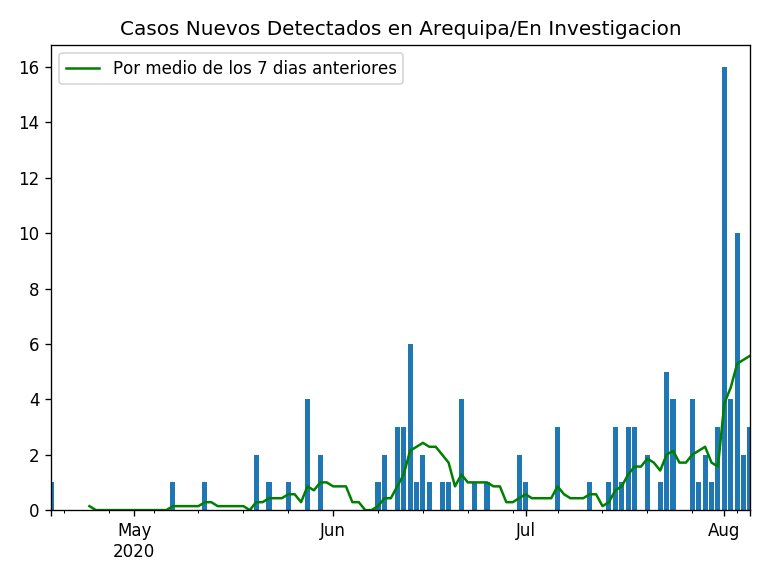 Casos Nuevos Detectados en Arequipa/En Investigacion
Por medio de los 7 dias anteriores
16
14
12
10
8
6
4
2
0
May
2020
Jun
Jul
Aug